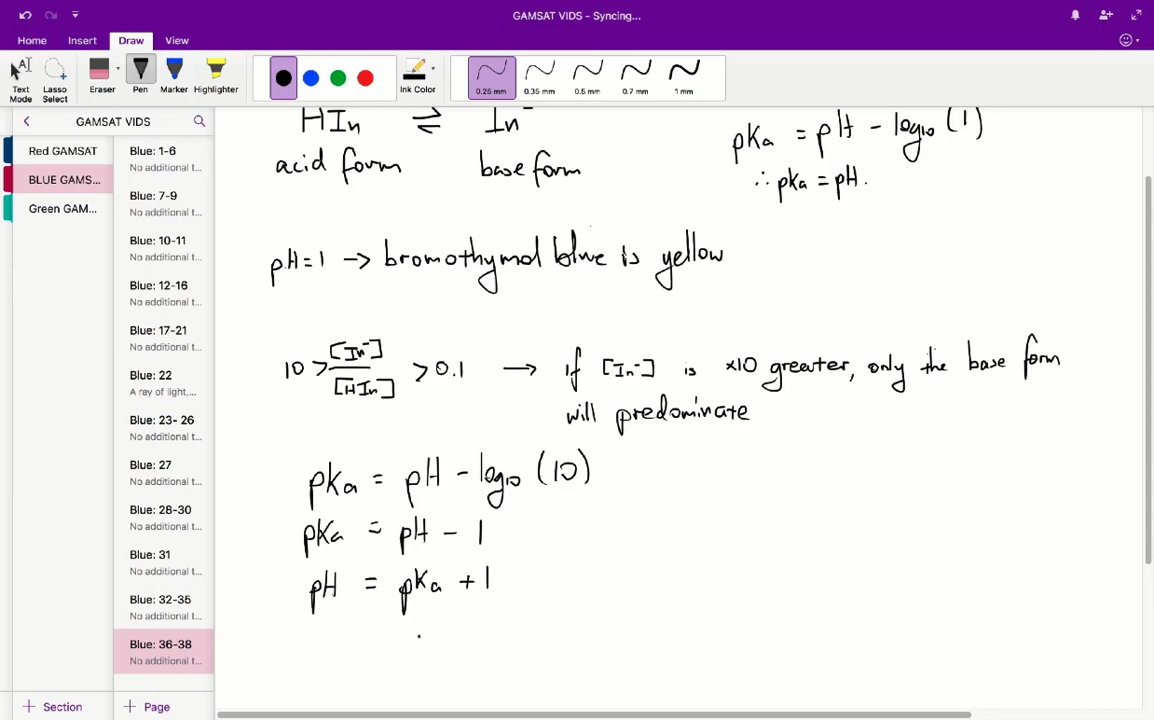 GAMSAT VIDS - Syncing...
Home Insert Draw View
Text Mode
Lasso Select
Eraser
Pen
Marker
Highlighter
Ink Color
0.25 mm
0.35 mm
0.5 mm
0.7 mm
1 mm
GAMSAT VIDS
Red GAMSAT
BLUE GAMS...
Green GAM...
Blue: 1-6
No additional t...
Blue: 7-9
No additional t...
Blue: 10-11
No additional t...
Blue: 12-16
No additional t...
Blue: 17-21
No additional t...
Blue: 22
A ray of light,...
Blue: 23- 26
No additional t...
Blue: 27
No additional t...
Blue: 28-30
No additional t...
Blue: 31
No additional t...
Blue: 32-35
No additional t...
Blue: 36-38
No additional t...
+ Section
+ Page
HIn ⇌ In⁻
acid form base form
pKa = pH - log₁₀ (1)
∴ pKa = pH.
pH=1 → bromothymol blue is yellow
10 > [In⁻] / [HIn] > 0.1 → if [In⁻] is x10 greater, only the base form
will predominate
pKa = pH - log₁₀ (10)
pKa = pH - 1
pH = pKa + 1